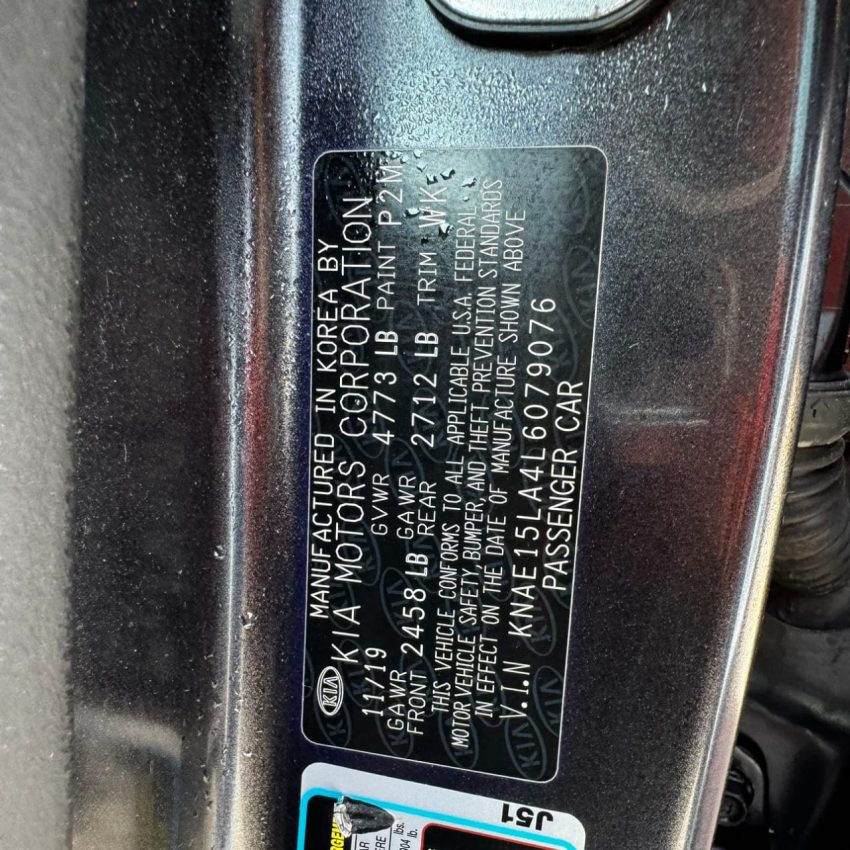 MANUFACTURED IN KOREA BY
KIA KIA MOTORS CORPORATION
11/19 GVWR 4773 LB PAINT P2M
GAWR FRONT 2458 LB GAWR REAR 2712 LB TRIM WK
THIS VEHICLE CONFORMS TO ALL APPLICABLE U.S.A. FEDERAL
MOTOR VEHICLE SAFETY, BUMPER, AND THEFT PREVENTION STANDARDS
IN EFFECT ON THE DATE OF MANUFACTURE SHOWN ABOVE
V.I.N KNAE15LA4L6079076
PASSENGER CAR
J51
lbs.